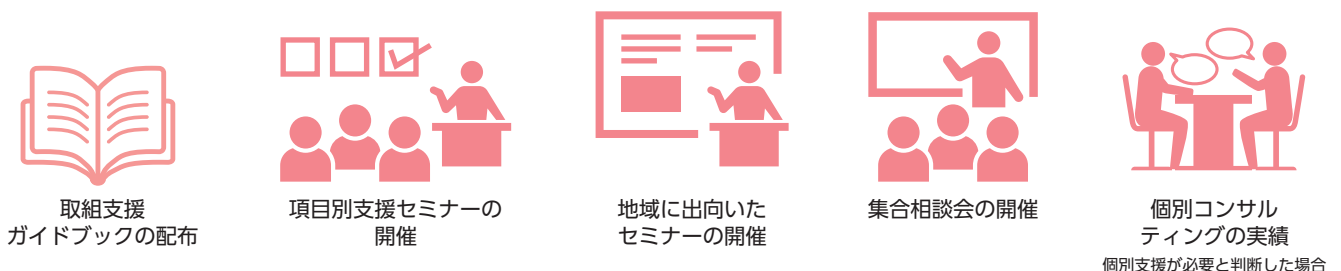 取組支援
ガイドブックの配布
項目別支援セミナーの
開催
地域に出向いた
セミナーの開催
集合相談会の開催
個別コンサル
ティングの実績
個別支援が必要と判断した場合